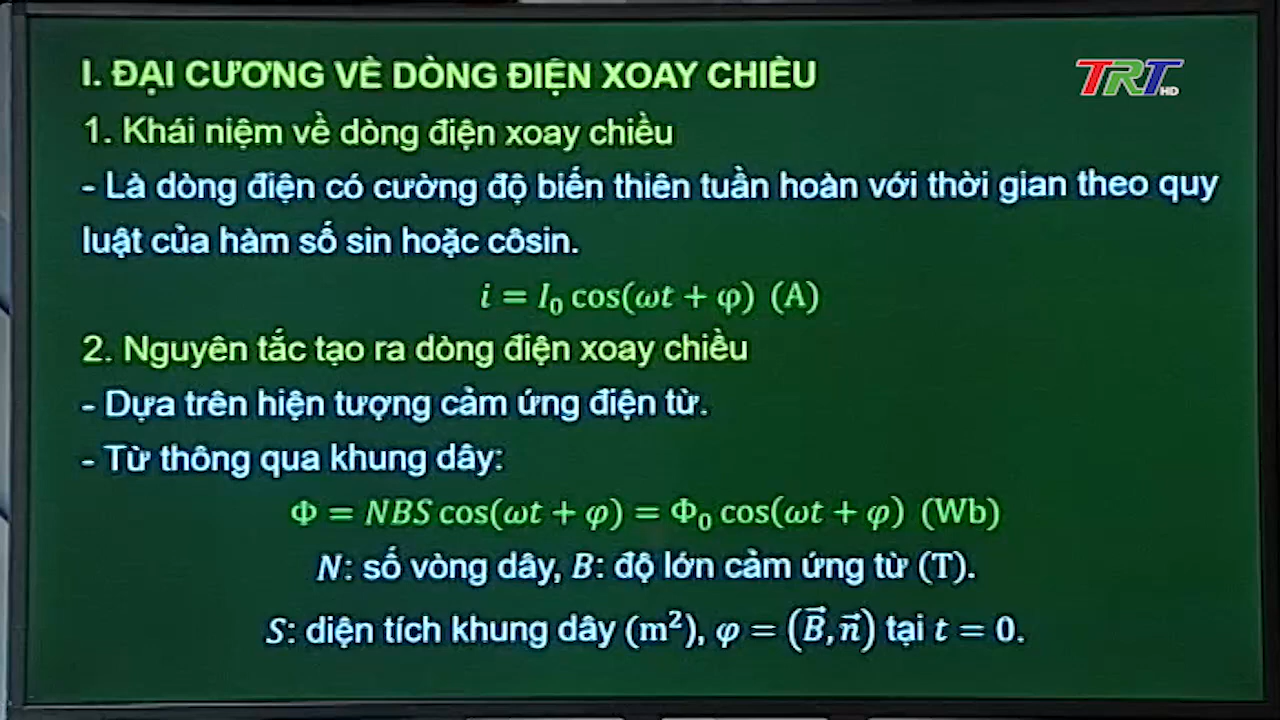 I. ĐẠI CƯƠNG VỀ DÒNG ĐIỆN XOAY CHIỀU
TRT HD
1. Khái niệm về dòng điện xoay chiều
- Là dòng điện có cường độ biến thiên tuần hoàn với thời gian theo quy
luật của hàm số sin hoặc côsin.
i = I₀ cos(ωt + φ) (A)
2. Nguyên tắc tạo ra dòng điện xoay chiều
- Dựa trên hiện tượng cảm ứng điện từ.
- Từ thông qua khung dây:
Φ = NBS cos(ωt + φ) = Φ₀ cos(ωt + φ) (Wb)
N: số vòng dây, B: độ lớn cảm ứng từ (T).
S: diện tích khung dây (m²), φ = (B⃗, n⃗) tại t = 0.